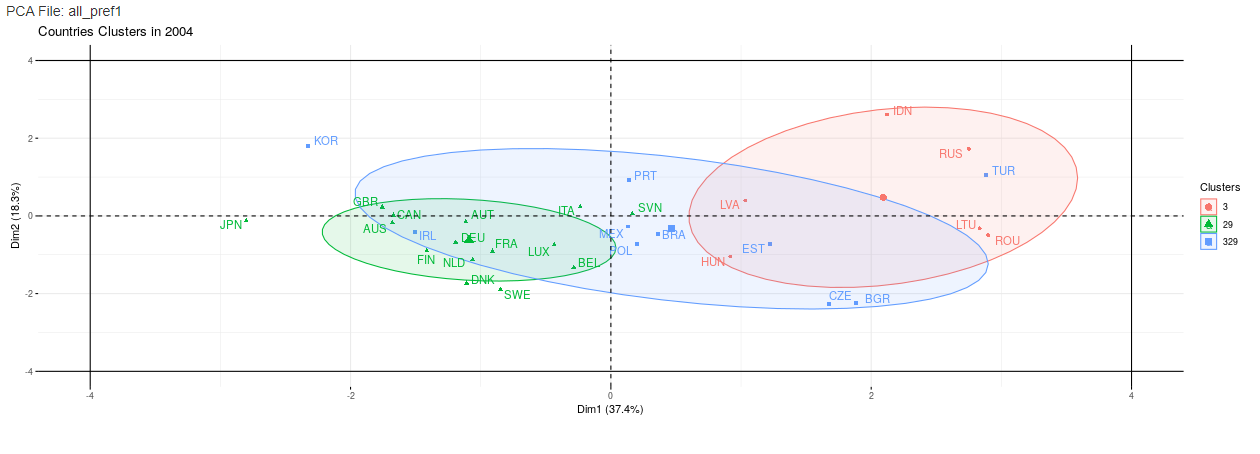 PCA File: all_pref1
Countries Clusters in 2004
4
IDN
KOR
2
RUS
TUR
PRT
GBR
LVA
ITA
SVN
CAN
AUT
0
JPN
AUS
LTU
IRL
MEX
BRA
DEU
ROU
FRA
EST
LUX
POL
FIN
NLD
BEL
HUN
DNK
-2
SWE
CZE
BGR
-4
-4
-2
0
2
4
Dim1 (37.4%)
Dim2 (18.3%)
Clusters
3
29
329